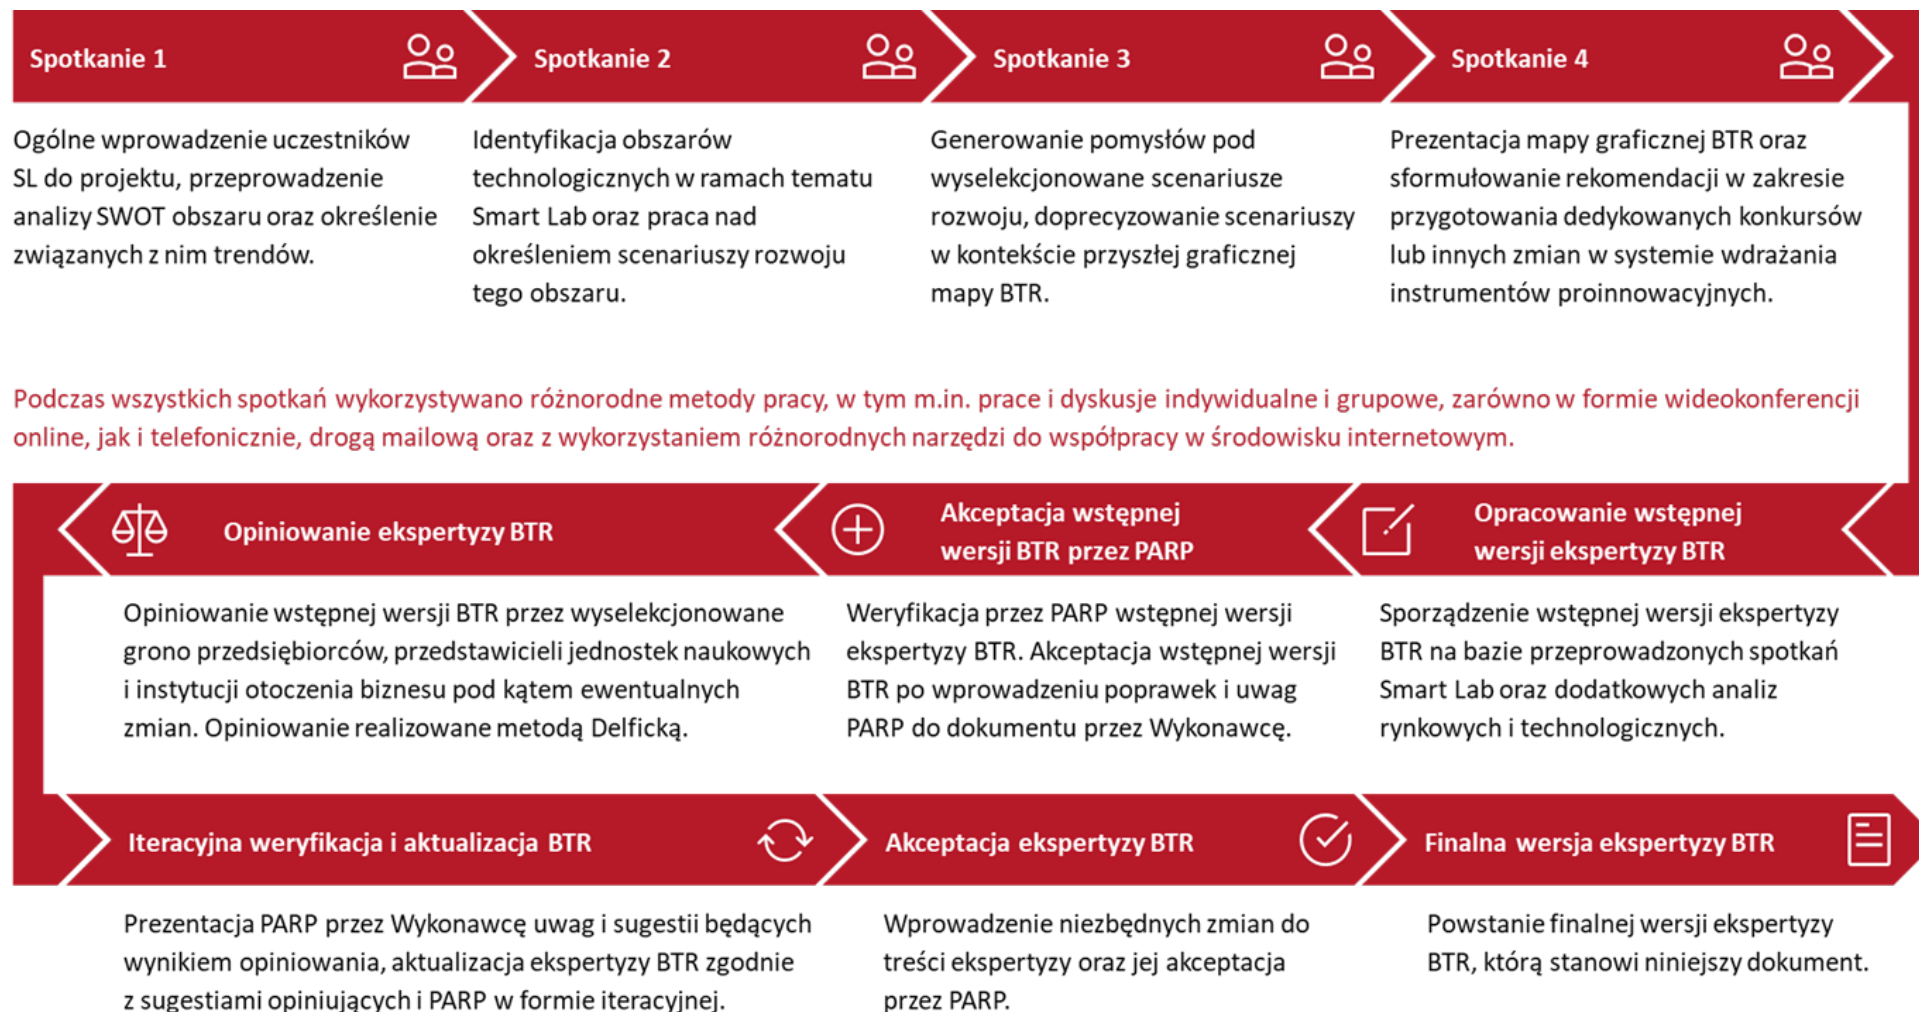 Spotkanie 1
Ogólne wprowadzenie uczestników
SL do projektu, przeprowadzenie
analizy SWOT obszaru oraz określenie
związanych z nim trendów.
Spotkanie 2
Identyfikacja obszarów
technologicznych w ramach tematu
Smart Lab oraz praca nad
określeniem scenariuszy rozwoju
tego obszaru.
Spotkanie 3
Generowanie pomysłów pod
wyselekcjonowane scenariusze
rozwoju, doprecyzowanie scenariuszy
w kontekście przyszłej graficznej
mapy BTR.
Spotkanie 4
Prezentacja mapy graficznej BTR oraz
sformułowanie rekomendacji w zakresie
przygotowania dedykowanych konkursów
lub innych zmian w systemie wdrażania
instrumentów proinnowacyjnych.
Podczas wszystkich spotkań wykorzystywano różnorodne metody pracy, w tym m.in. prace i dyskusje indywidualne i grupowe, zarówno w formie wideokonferencji
online, jak i telefonicznie, drogą mailową oraz z wykorzystaniem różnorodnych narzędzi do współpracy w środowisku internetowym.
Opracowanie wstępnej
wersji ekspertyzy BTR
Sporządzenie wstępnej wersji ekspertyzy
BTR na bazie przeprowadzonych spotkań
Smart Lab oraz dodatkowych analiz
rynkowych i technologicznych.
Akceptacja wstępnej
wersji BTR przez PARP
Weryfikacja przez PARP wstępnej wersji
ekspertyzy BTR. Akceptacja wstępnej wersji
BTR po wprowadzeniu poprawek i uwag
PARP do dokumentu przez Wykonawcę.
Opiniowanie ekspertyzy BTR
Opiniowanie wstępnej wersji BTR przez wyselekcjonowane
grono przedsiębiorców, przedstawicieli jednostek naukowych
i instytucji otoczenia biznesu pod kątem ewentualnych
zmian. Opiniowanie realizowane metodą Delficką.
Iteracyjna weryfikacja i aktualizacja BTR
Prezentacja PARP przez Wykonawcę uwag i sugestii będących
wynikiem opiniowania, aktualizacja ekspertyzy BTR zgodnie
z sugestiami opiniujących i PARP w formie iteracyjnej.
Akceptacja ekspertyzy BTR
Wprowadzenie niezbędnych zmian do
treści ekspertyzy oraz jej akceptacja
przez PARP.
Finalna wersja ekspertyzy BTR
Powstanie finalnej wersji ekspertyzy
BTR, którą stanowi niniejszy dokument.